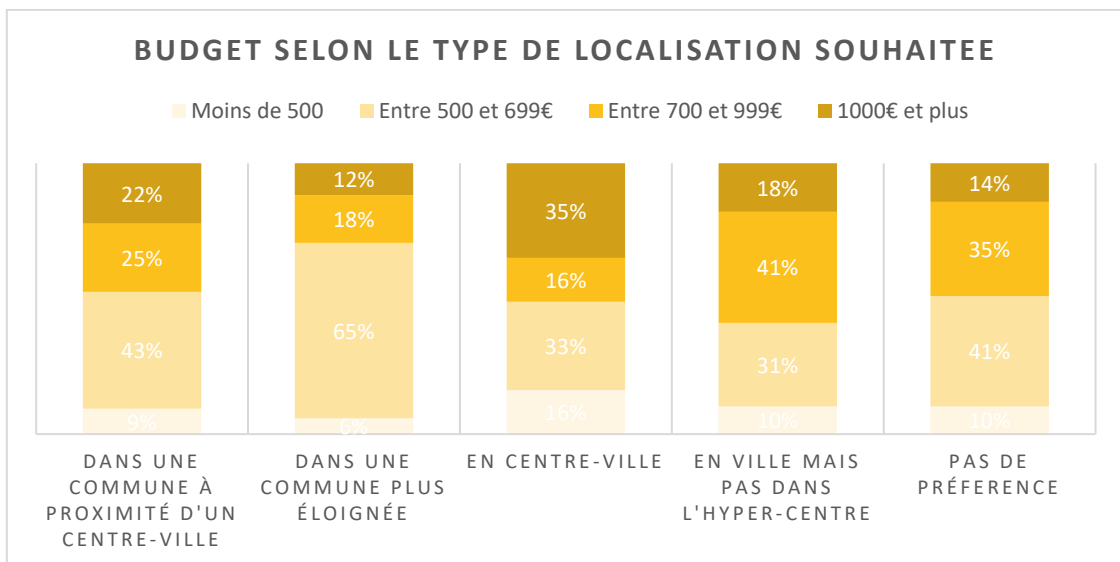 BUDGET SELON LE TYPE DE LOCALISATION SOUHAITEE
Moins de 500 Entre 500 et 699€ Entre 700 et 999€ 1000€ et plus
22% 12% 35% 18% 14%
25% 18% 16% 41% 35%
43% 65% 33% 31% 41%
9% 6% 16% 10% 10%
DANS UNE COMMUNE À PROXIMITÉ D'UN CENTRE-VILLE
DANS UNE COMMUNE PLUS ÉLOIGNÉE
EN CENTRE-VILLE
EN VILLE MAIS PAS DANS L'HYPER-CENTRE
PAS DE PRÉFERENCE